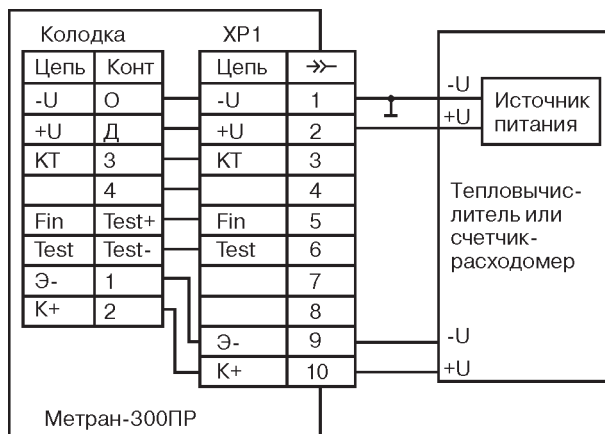 Колодка
Цепь Конт
-U О
+U Д
КТ 3
4
Fin Test+
Test Test-
Э- 1
К+ 2
ХР1
Цепь
-U 1
+U 2
КТ 3
4
Fin 5
Test 6
7
8
Э- 9
К+ 10
Метран-300ПР
-U
+U
Источник
питания
Тепловычис-
литель или
счетчик-
расходомер
-U
+U